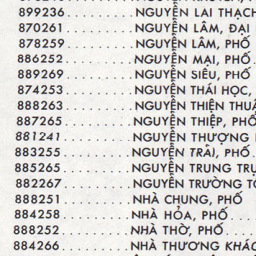 899236 . . . . . . . . NGUYỄN LAI THẠCH
870261 . . . . . . . . NGUYỄN LÂM, ĐẠI
878259 . . . . . . . . NGUYỄN LÂM, PHỐ
886252 . . . . . . . . NGUYỄN MẠI, PHỐ .
889269 . . . . . . . . NGUYỄN SIÊU, PHỐ
874253 . . . . . . . . NGUYỄN THÁI HỌC,
888263 . . . . . . . . NGUYỄN THIỆN THUẬ
887265 . . . . . . . . NGUYỄN THIỆP, PHỐ
881241 . . . . . . . . NGUYỄN THƯỢNG
883255 . . . . . . . . NGUYỄN TRÃI, PHỐ .
885265 . . . . . . . . NGUYỄN TRUNG TRỰ
882267 . . . . . . . . NGUYỄN TRƯỜNG TỘ
888251 . . . . . . . . NHÀ CHUNG, PHỐ
884258 . . . . . . . . NHÀ HỎA, PHỐ . . . .
888252 . . . . . . . . NHÀ THỜ, PHỐ . . . .
884266 . . . . . . . . NHÀ THƯƠNG KHÁC